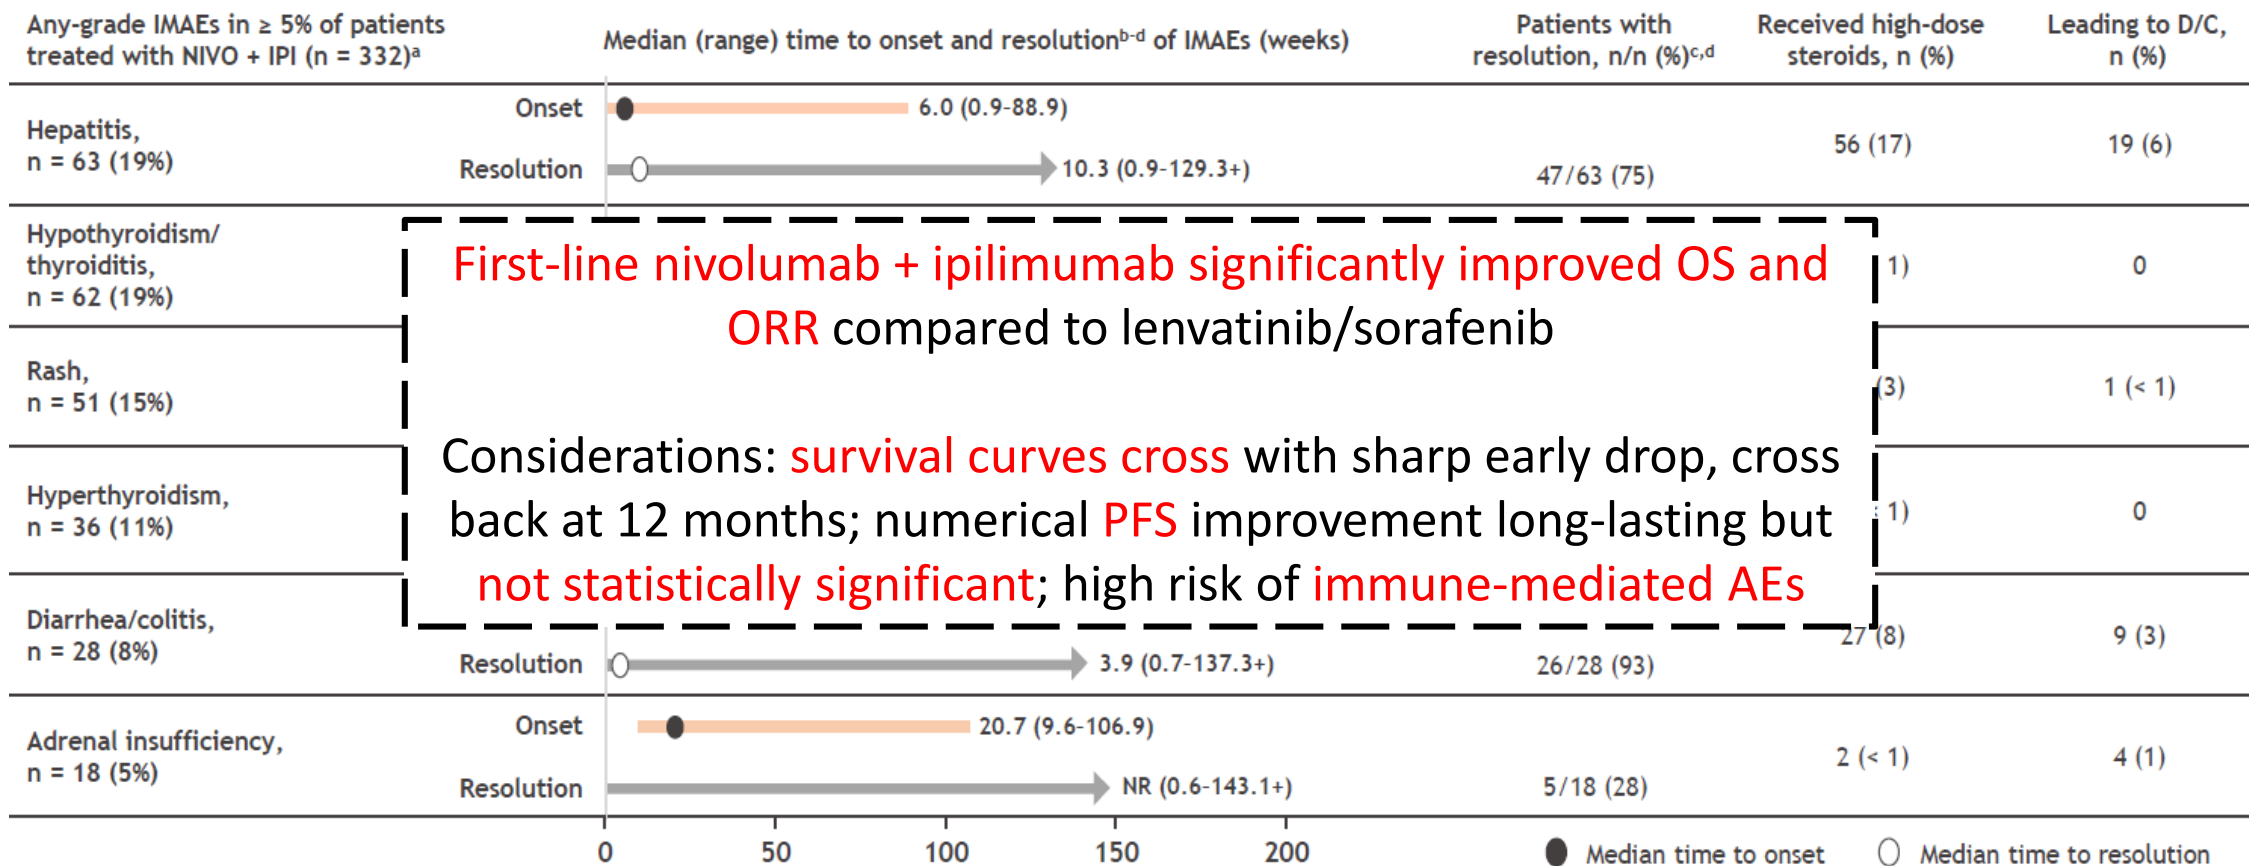 Any-grade IMAEs in ≥ 5% of patients
treated with NIVO + IPI (n = 332)ᵃ
Median (range) time to onset and resolutionᵇ⁻ᵈ of IMAEs (weeks)
Patients with
resolution, n/n (%)ᶜ,ᵈ
Received high-dose
steroids, n (%)
Leading to D/C,
n (%)
Hepatitis,
n = 63 (19%)
Onset
6.0 (0.9–88.9)
Resolution
10.3 (0.9–129.3+)
47/63 (75)
56 (17)
19 (6)
Hypothyroidism/
thyroiditis,
n = 62 (19%)
1)
0
Rash,
n = 51 (15%)
(3)
1 (< 1)
Hyperthyroidism,
n = 36 (11%)
1)
0
First-line nivolumab + ipilimumab significantly improved OS and
ORR compared to lenvatinib/sorafenib
Considerations: survival curves cross with sharp early drop, cross
back at 12 months; numerical PFS improvement long-lasting but
not statistically significant; high risk of immune-mediated AEs
Diarrhea/colitis,
n = 28 (8%)
Resolution
3.9 (0.7–137.3+)
26/28 (93)
27 (8)
9 (3)
Adrenal insufficiency,
n = 18 (5%)
Onset
20.7 (9.6–106.9)
Resolution
NR (0.6–143.1+)
5/18 (28)
2 (< 1)
4 (1)
0 50 100 150 200
Median time to onset
Median time to resolution